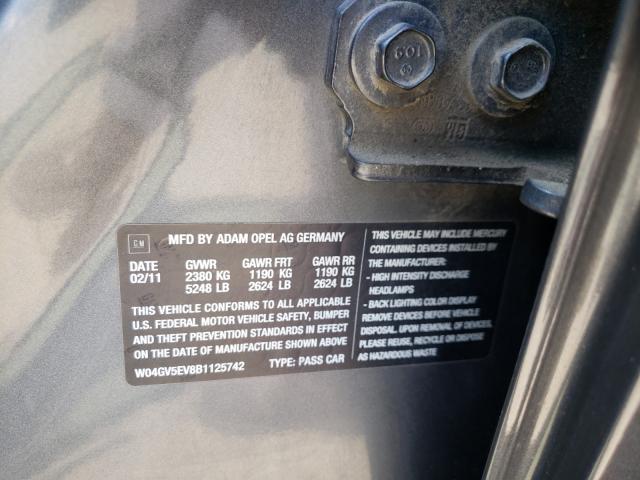 GM
MFD BY ADAM OPEL AG GERMANY
DATE GVWR GAWR FRT GAWR RR
02/11 2380 KG 1190 KG 1190 KG
5248 LB 2624 LB 2624 LB
THIS VEHICLE CONFORMS TO ALL APPLICABLE
U.S. FEDERAL MOTOR VEHICLE SAFETY, BUMPER
AND THEFT PREVENTION STANDARDS IN EFFECT
ON THE DATE OF MANUFACTURE SHOWN ABOVE
W04GV5EV8B1125742 TYPE: PASS CAR
THIS VEHICLE MAY INCLUDE MERCURY
CONTAINING DEVICES INSTALLED BY
THE MANUFACTURER:
- HIGH INTENSITY DISCHARGE
HEADLAMPS
- BACK LIGHTING COLOR DISPLAY
REMOVE DEVICES BEFORE VEHICLE
DISPOSAL. UPON REMOVAL OF DEVICES,
PLEASE REUSE, RECYCLE OR DISPOSE
AS HAZARDOUS WASTE